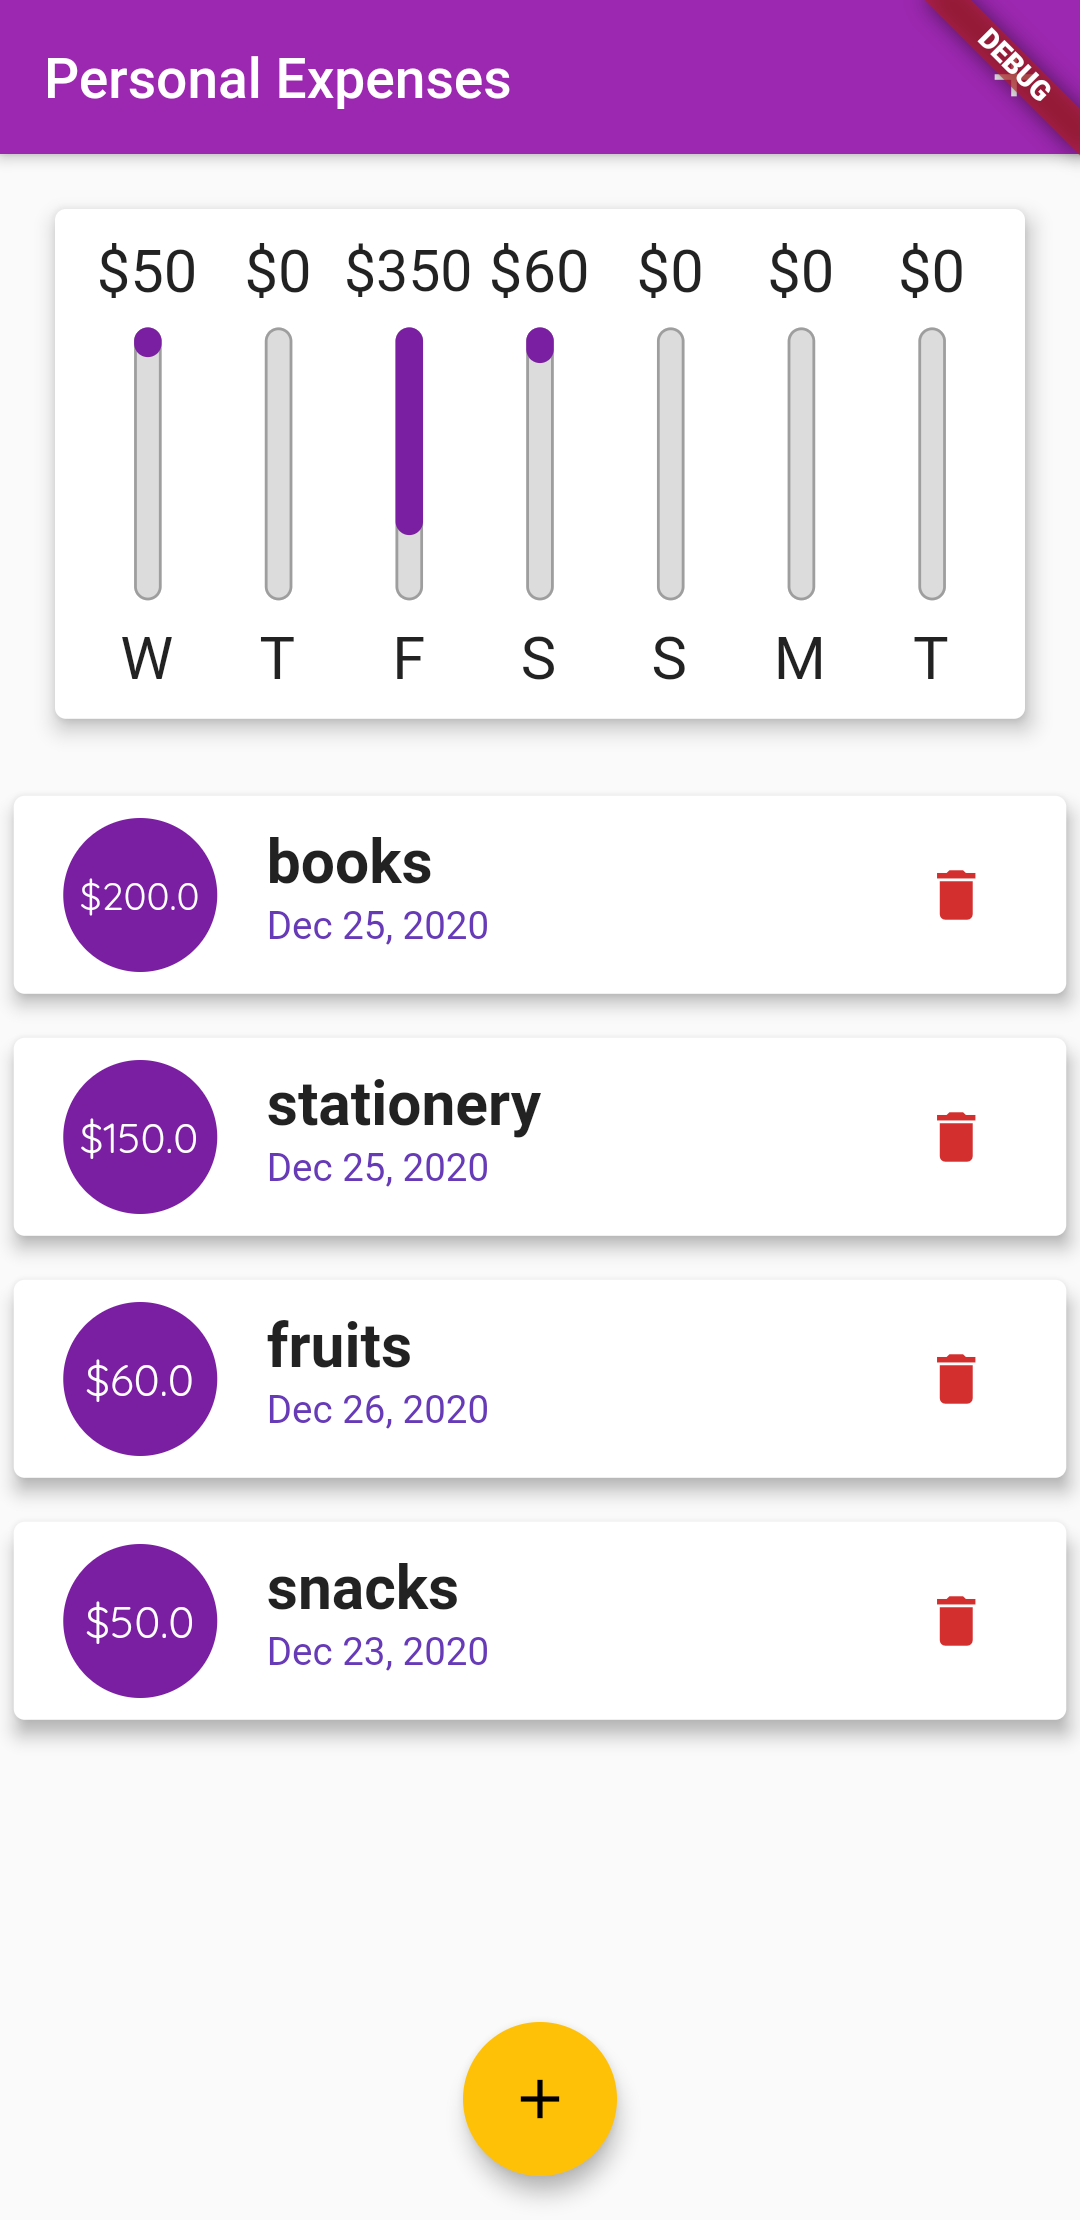 Personal Expenses
DEBUG
$50 $0 $350 $60 $0 $0 $0
W T F S S M T
$200.0
books
Dec 25, 2020
$150.0
stationery
Dec 25, 2020
$60.0
fruits
Dec 26, 2020
$50.0
snacks
Dec 23, 2020